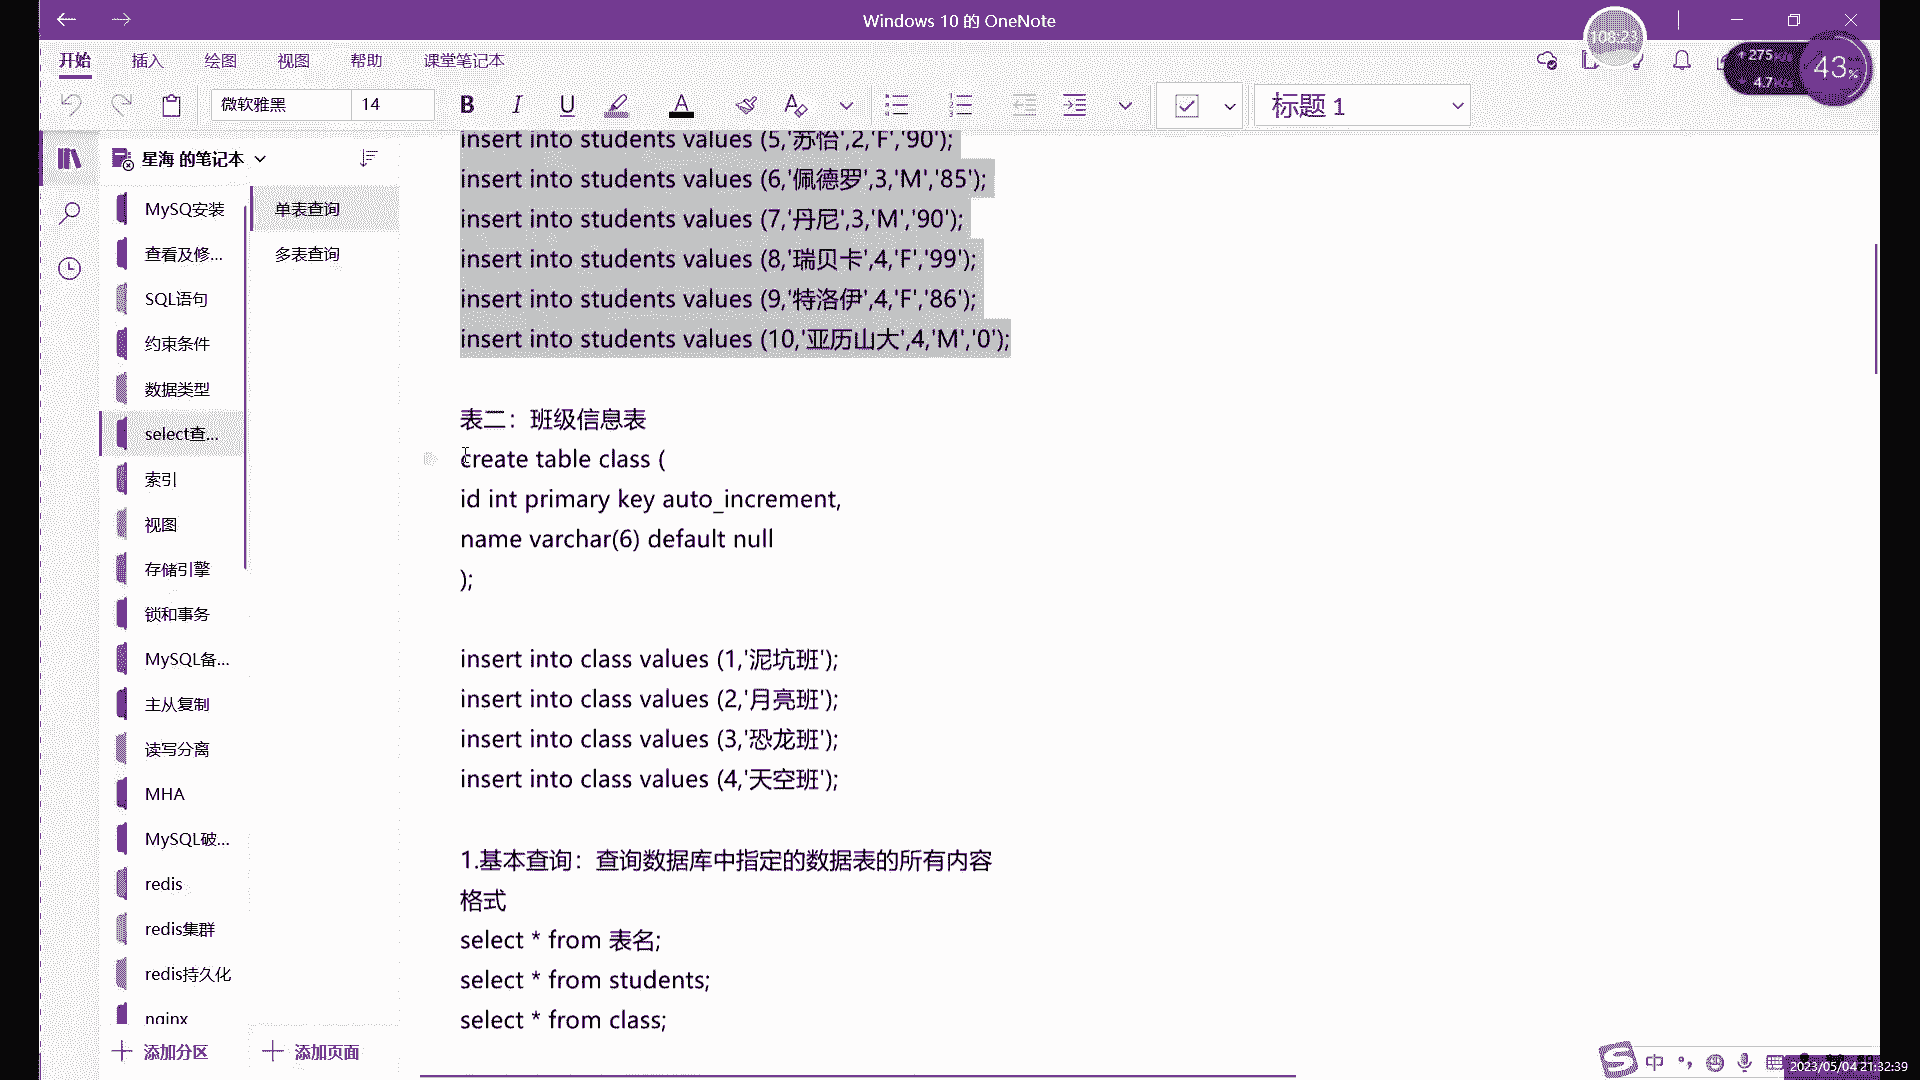 Windows 10 的 OneNote
108:23
开始
插入
绘图
视图
帮助
课堂笔记本
275
4.7
43%
微软雅黑
14
B
I
U
A
标题 1
星海 的笔记本
MySQ安装
查看及修...
SQL语句
约束条件
数据类型
select查...
索引
视图
存储引擎
锁和事务
MySQL备...
主从复制
读写分离
MHA
MySQL破...
redis
redis集群
redis持久化
nginx
添加分区
单表查询
多表查询
添加页面
insert into students values (5,'苏怡',2,'F','90');
insert into students values (6,'佩德罗',3,'M','85');
insert into students values (7,'丹尼',3,'M','90');
insert into students values (8,'瑞贝卡',4,'F','99');
insert into students values (9,'特洛伊',4,'F','86');
insert into students values (10,'亚历山大',4,'M','0');
表二：班级信息表
create table class (
id int primary key auto_increment,
name varchar(6) default null
);
insert into class values (1,'泥坑班');
insert into class values (2,'月亮班');
insert into class values (3,'恐龙班');
insert into class values (4,'天空班');
1.基本查询：查询数据库中指定的数据表的所有内容
格式
select * from 表名;
select * from students;
select * from class;
中
2023/05/04 21:32:39